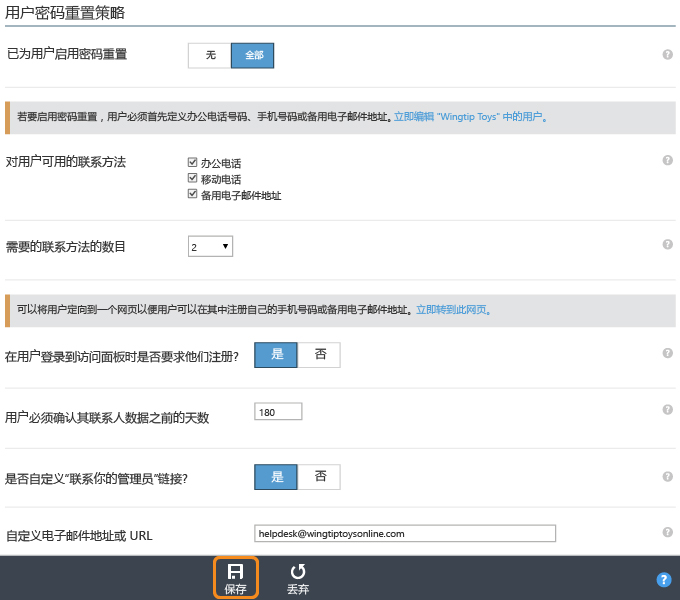 用户密码重置策略
已为用户启用密码重置
无 全部
若要启用密码重置，用户必须首先定义办公电话号码、手机号码或备用电子邮件地址。立即编辑 "Wingtip Toys" 中的用户。
对用户可用的联系方法
办公电话
移动电话
备用电子邮件地址
需要的联系方法的数目
2
可以将用户定向到一个网页以便用户可以在其中注册自己的手机号码或备用电子邮件地址。立即转到此网页。
在用户登录到访问面板时是否要求他们注册?
是 否
用户必须确认其联系人数据之前的天数
180
是否自定义"联系你的管理员"链接?
是 否
自定义电子邮件地址或 URL
helpdesk@wingtiptoysonline.com
保存 丢弃
?